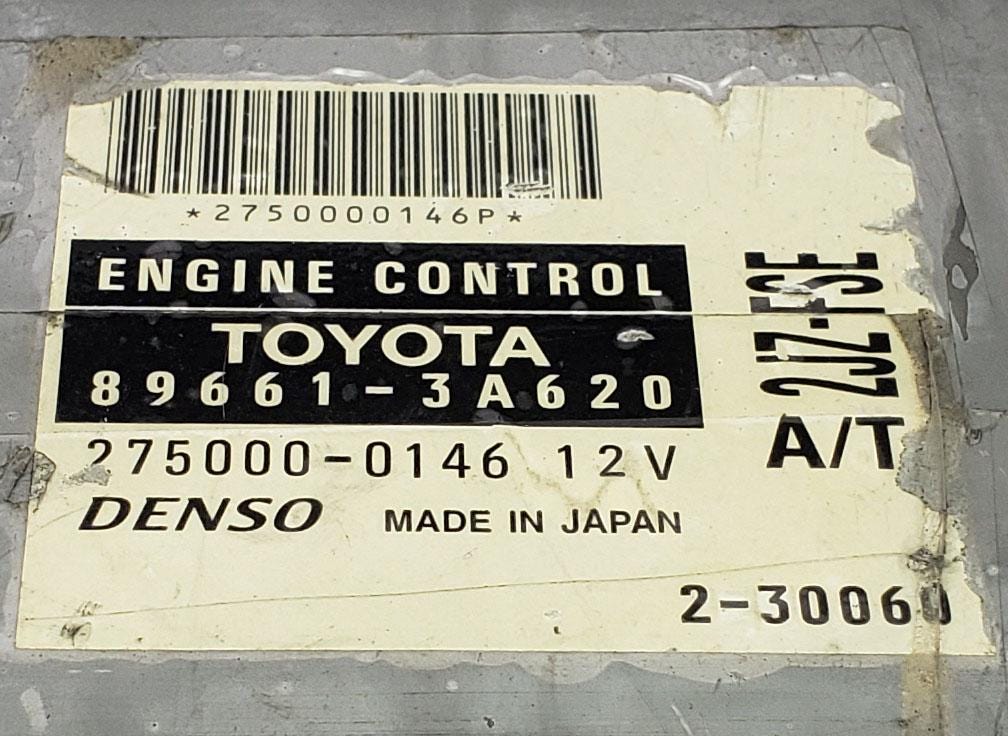 *2750000146P*
ENGINE CONTROL
TOYOTA
89661-3A620
275000-0146 12V
DENSO MADE IN JAPAN
2JZ-FSE
A/T
2-30060